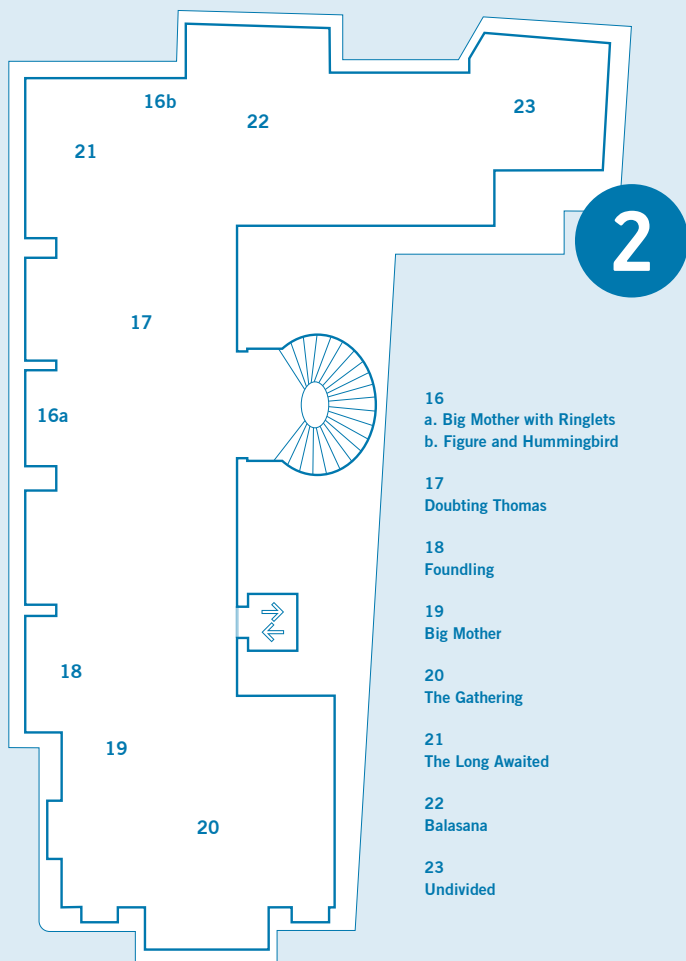 16b
22
23
21
2
17
16a
18
19
20
16
a. Big Mother with Ringlets
b. Figure and Hummingbird
17
Doubting Thomas
18
Foundling
19
Big Mother
20
The Gathering
21
The Long Awaited
22
Balasana
23
Undivided